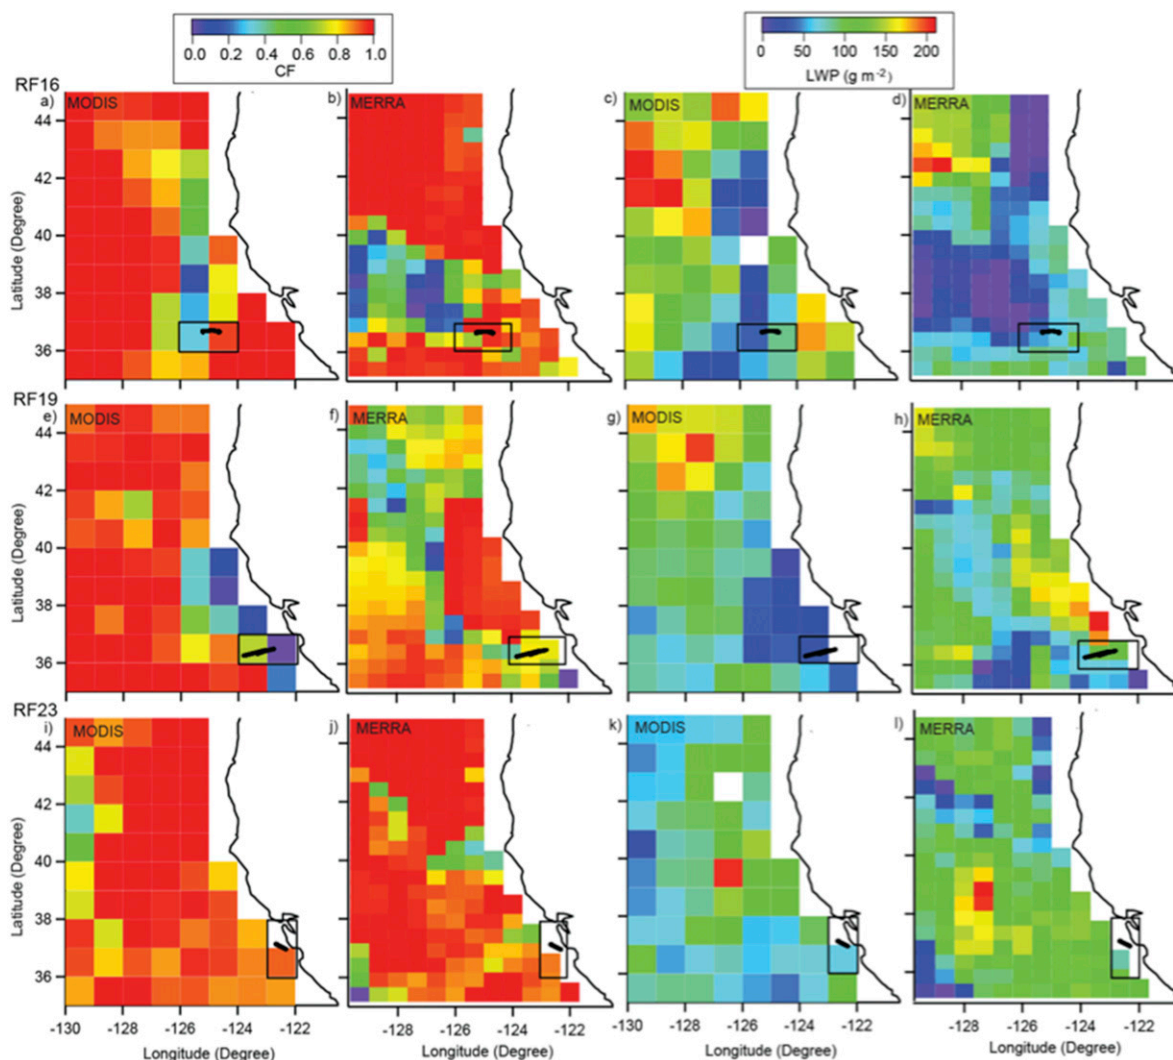 0.0 0.2 0.4 0.6 0.8 1.0
CF
0 50 100 150 200
LWP (g m⁻²)
RF16
a) MODIS
b) MERRA
c) MODIS
d) MERRA
44
42
40
38
36
Latitude (Degree)
RF19
e) MODIS
f) MERRA
g) MODIS
h) MERRA
44
42
40
38
36
Latitude (Degree)
RF23
i) MODIS
j) MERRA
k) MODIS
l) MERRA
44
42
40
38
36
Latitude (Degree)
-130 -128 -126 -124 -122
-128 -126 -124 -122
-130 -128 -126 -124 -122
-128 -126 -124 -122
Longitude (Degree)
Longitude (Degree)
Longitude (Degree)
Longitude (Degree)